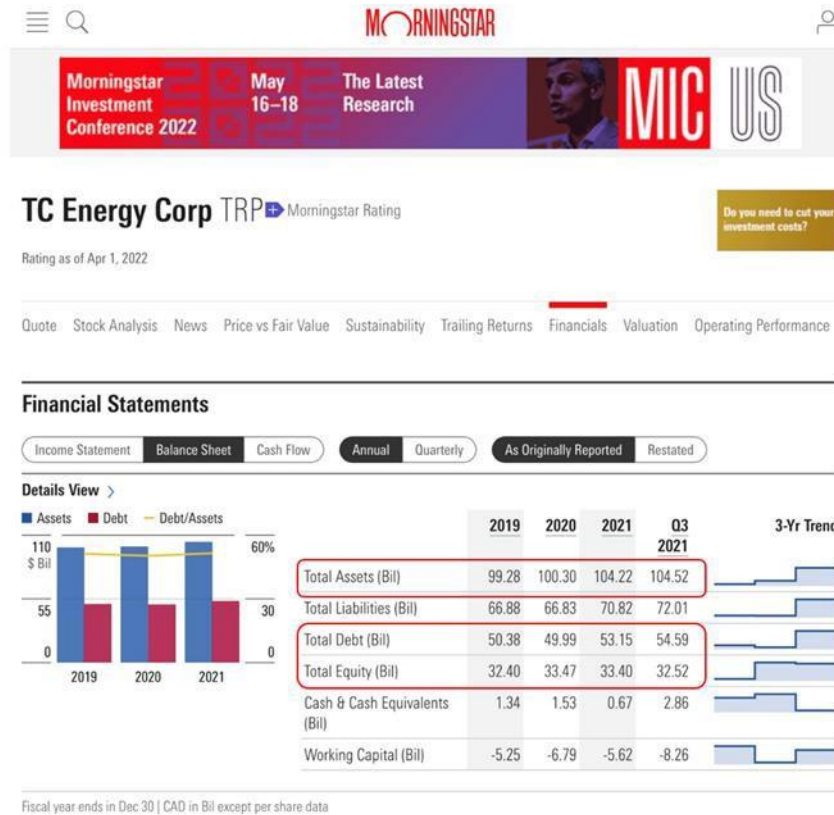 MORNINGSTAR
Morningstar May The Latest
Investment 16–18 Research
Conference 2022
MIC US
TC Energy Corp TRP Morningstar Rating
Do you need to cut your
investment costs?
Rating as of Apr 1, 2022
Quote Stock Analysis News Price vs Fair Value Sustainability Trailing Returns Financials Valuation Operating Performance
Financial Statements
Income Statement Balance Sheet Cash Flow Annual Quarterly As Originally Reported Restated
Details View >
Assets Debt Debt/Assets
2019 2020 2021 Q3 3-Yr Trend
2021
110 60%
$ Bil
Total Assets (Bil) 99.28 100.30 104.22 104.52
55 30 Total Liabilities (Bil) 66.88 66.83 70.82 72.01
Total Debt (Bil) 50.38 49.99 53.15 54.59
0 0
2019 2020 2021 Total Equity (Bil) 32.40 33.47 33.40 32.52
Cash & Cash Equivalents 1.34 1.53 0.67 2.86
(Bil)
Working Capital (Bil) -5.25 -6.79 -5.62 -8.26
Fiscal year ends in Dec 30 | CAD in Bil except per share data